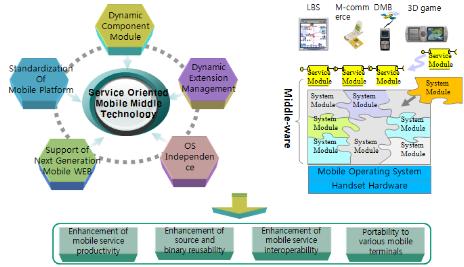 Dynamic
Component
Module
Standardization
Of
Mobile Platform
Dynamic
Extension
Management
Service Oriented
Mobile Middle
Technology
Support of
Next Generation
Mobile WEB
OS
Independen
ce
LBS
M-comm
erce
DMB
3D game
Service
Module
Service
Module
Service
Module
Service
Module
System
Module
Middle-ware
System
Module
System
Module
System
Module
System
Module
System
Module
System
Module
System
Module
Mobile Operating System
Handset Hardware
Enhancement of
mobile service
productivity
Enhancement of
source and
binary reusability
Enhancement of
mobile service
interoperability
Portability to
various mobile
terminals